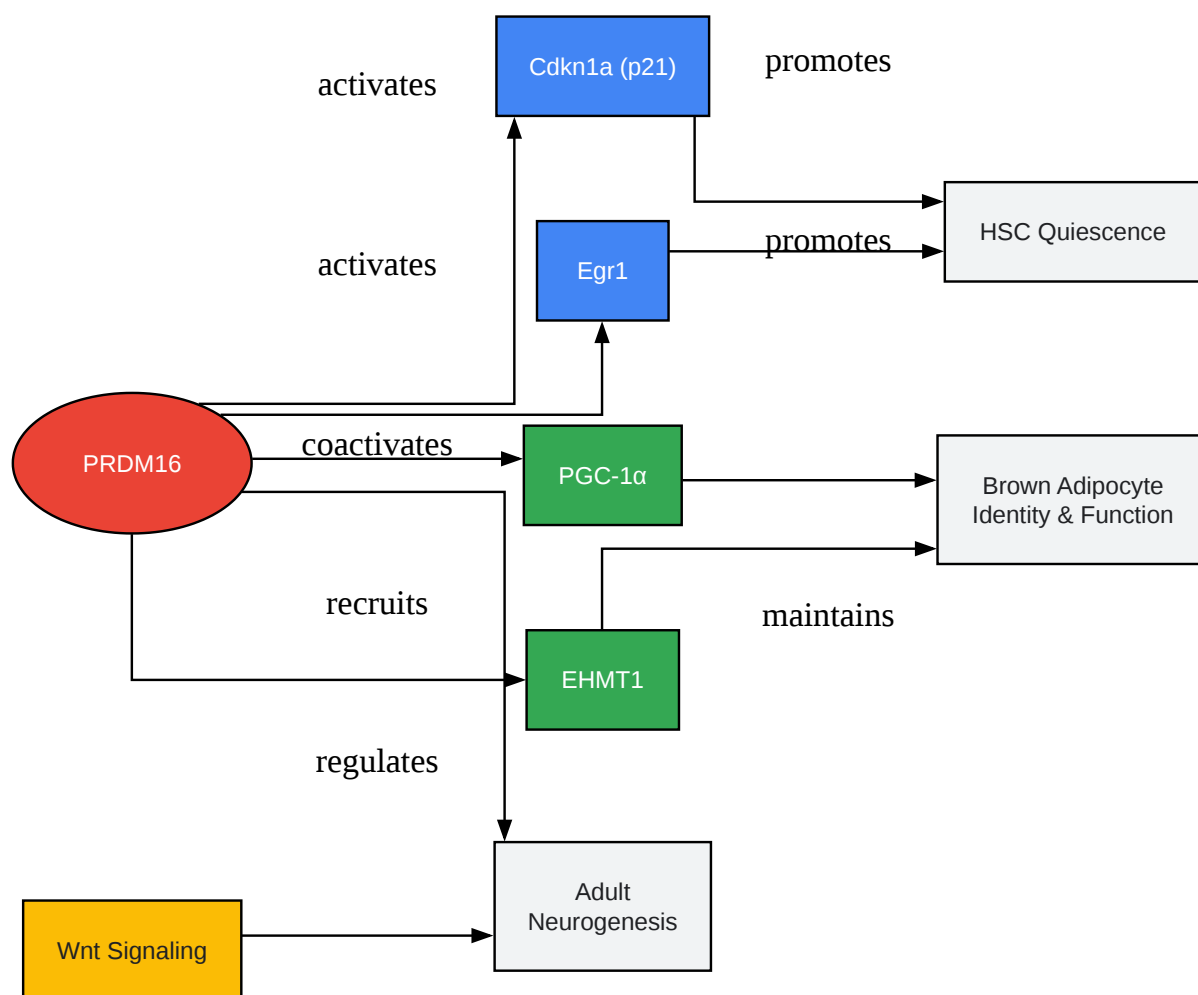 Cdkn1a (p21)
promotes
activates
HSC Quiescence
promotes
activates
Egr1
PRDM16
coactivates
PGC-1α
Brown Adipocyte
Identity & Function
recruits
maintains
EHMT1
regulates
Adult
Neurogenesis
Wnt Signaling